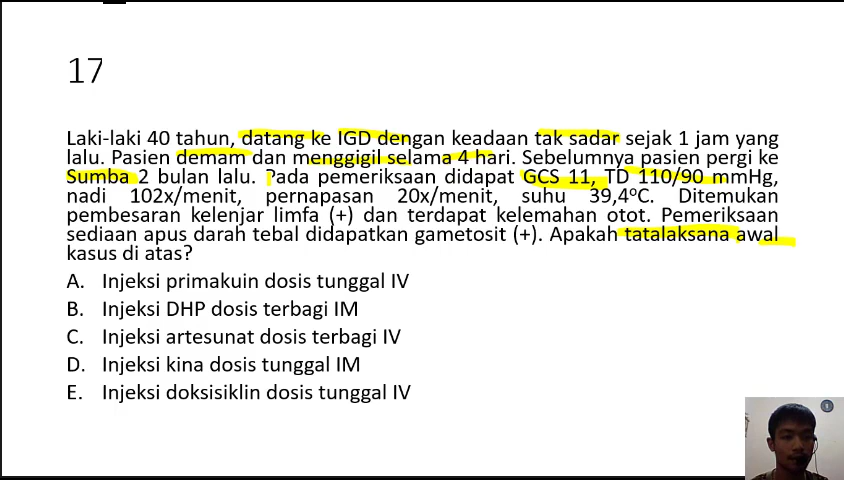 17
Laki-laki 40 tahun, datang ke IGD dengan keadaan tak sadar sejak 1 jam yang
lalu. Pasien demam dan menggigil selama 4 hari. Sebelumnya pasien pergi ke
Sumba 2 bulan lalu. Pada pemeriksaan didapat GCS 11, TD 110/90 mmHg,
nadi 102x/menit, pernapasan 20x/menit, suhu 39,4°C. Ditemukan
pembesaran kelenjar limfa (+) dan terdapat kelemahan otot. Pemeriksaan
sediaan apus darah tebal didapatkan gametosit (+). Apakah tatalaksana awal
kasus di atas?
A. Injeksi primakuin dosis tunggal IV
B. Injeksi DHP dosis terbagi IM
C. Injeksi artesunat dosis terbagi IV
D. Injeksi kina dosis tunggal IM
E. Injeksi doksisiklin dosis tunggal IV